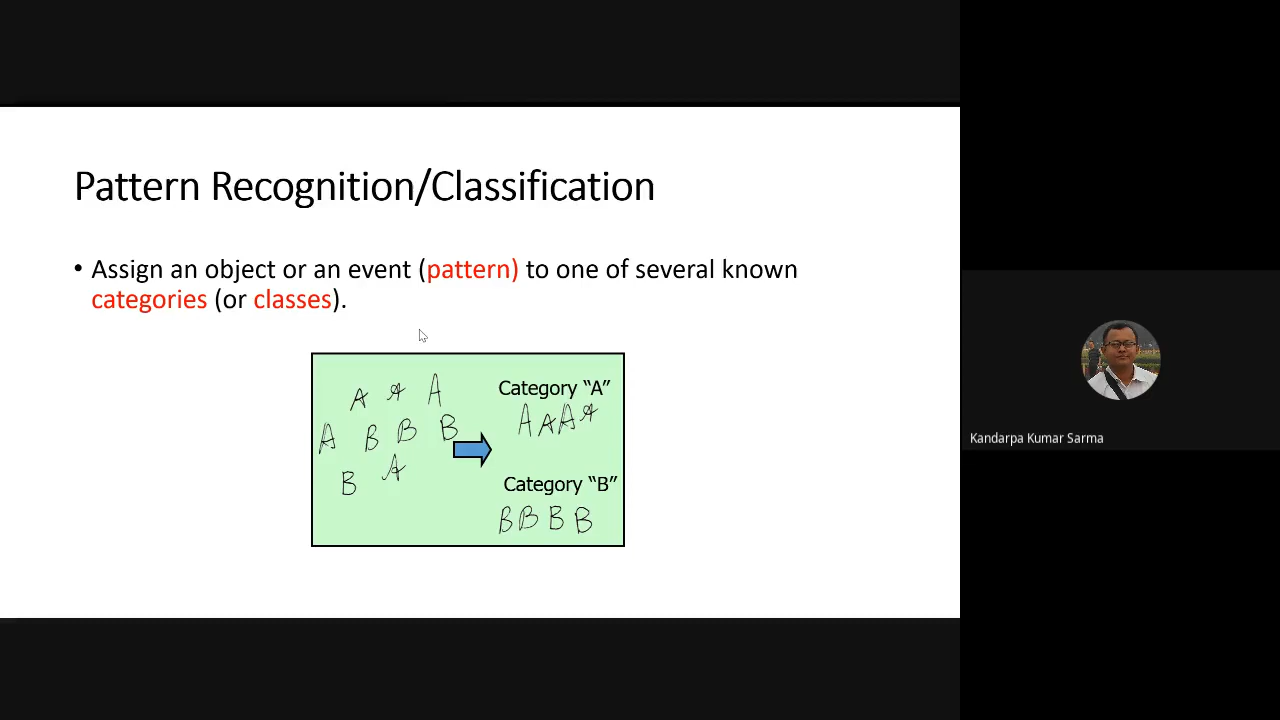 Pattern Recognition/Classification
• Assign an object or an event (pattern) to one of several known
categories (or classes).
A A A
A B B B
B A
Category “A”
A A A A
Category “B”
B B B B
Kandarpa Kumar Sarma